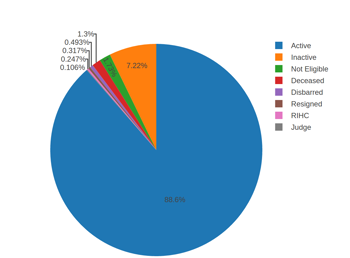 1.3%
0.493%
0.317%
0.247%
0.106%
7.22%
88.6%
Active
Inactive
Not Eligible
Deceased
Disbarred
Resigned
RIHC
Judge